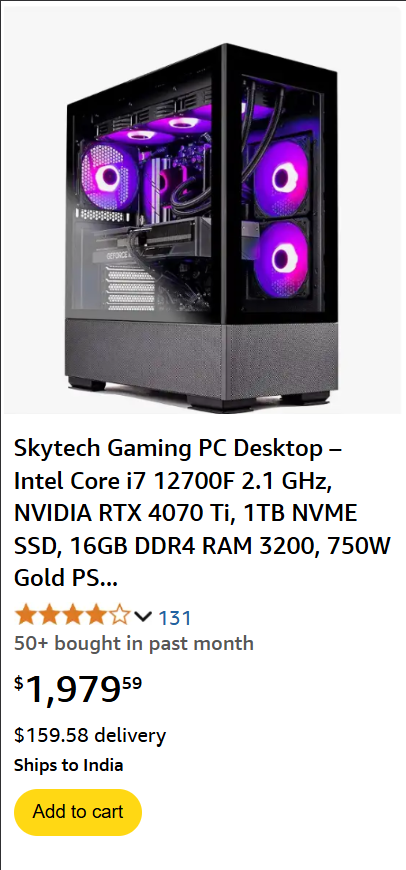 GEFORCE
Skytech Gaming PC Desktop –
Intel Core i7 12700F 2.1 GHz,
NVIDIA RTX 4070 Ti, 1TB NVME
SSD, 16GB DDR4 RAM 3200, 750W
Gold PS...
131
50+ bought in past month
$1,97959
$159.58 delivery
Ships to India
Add to cart